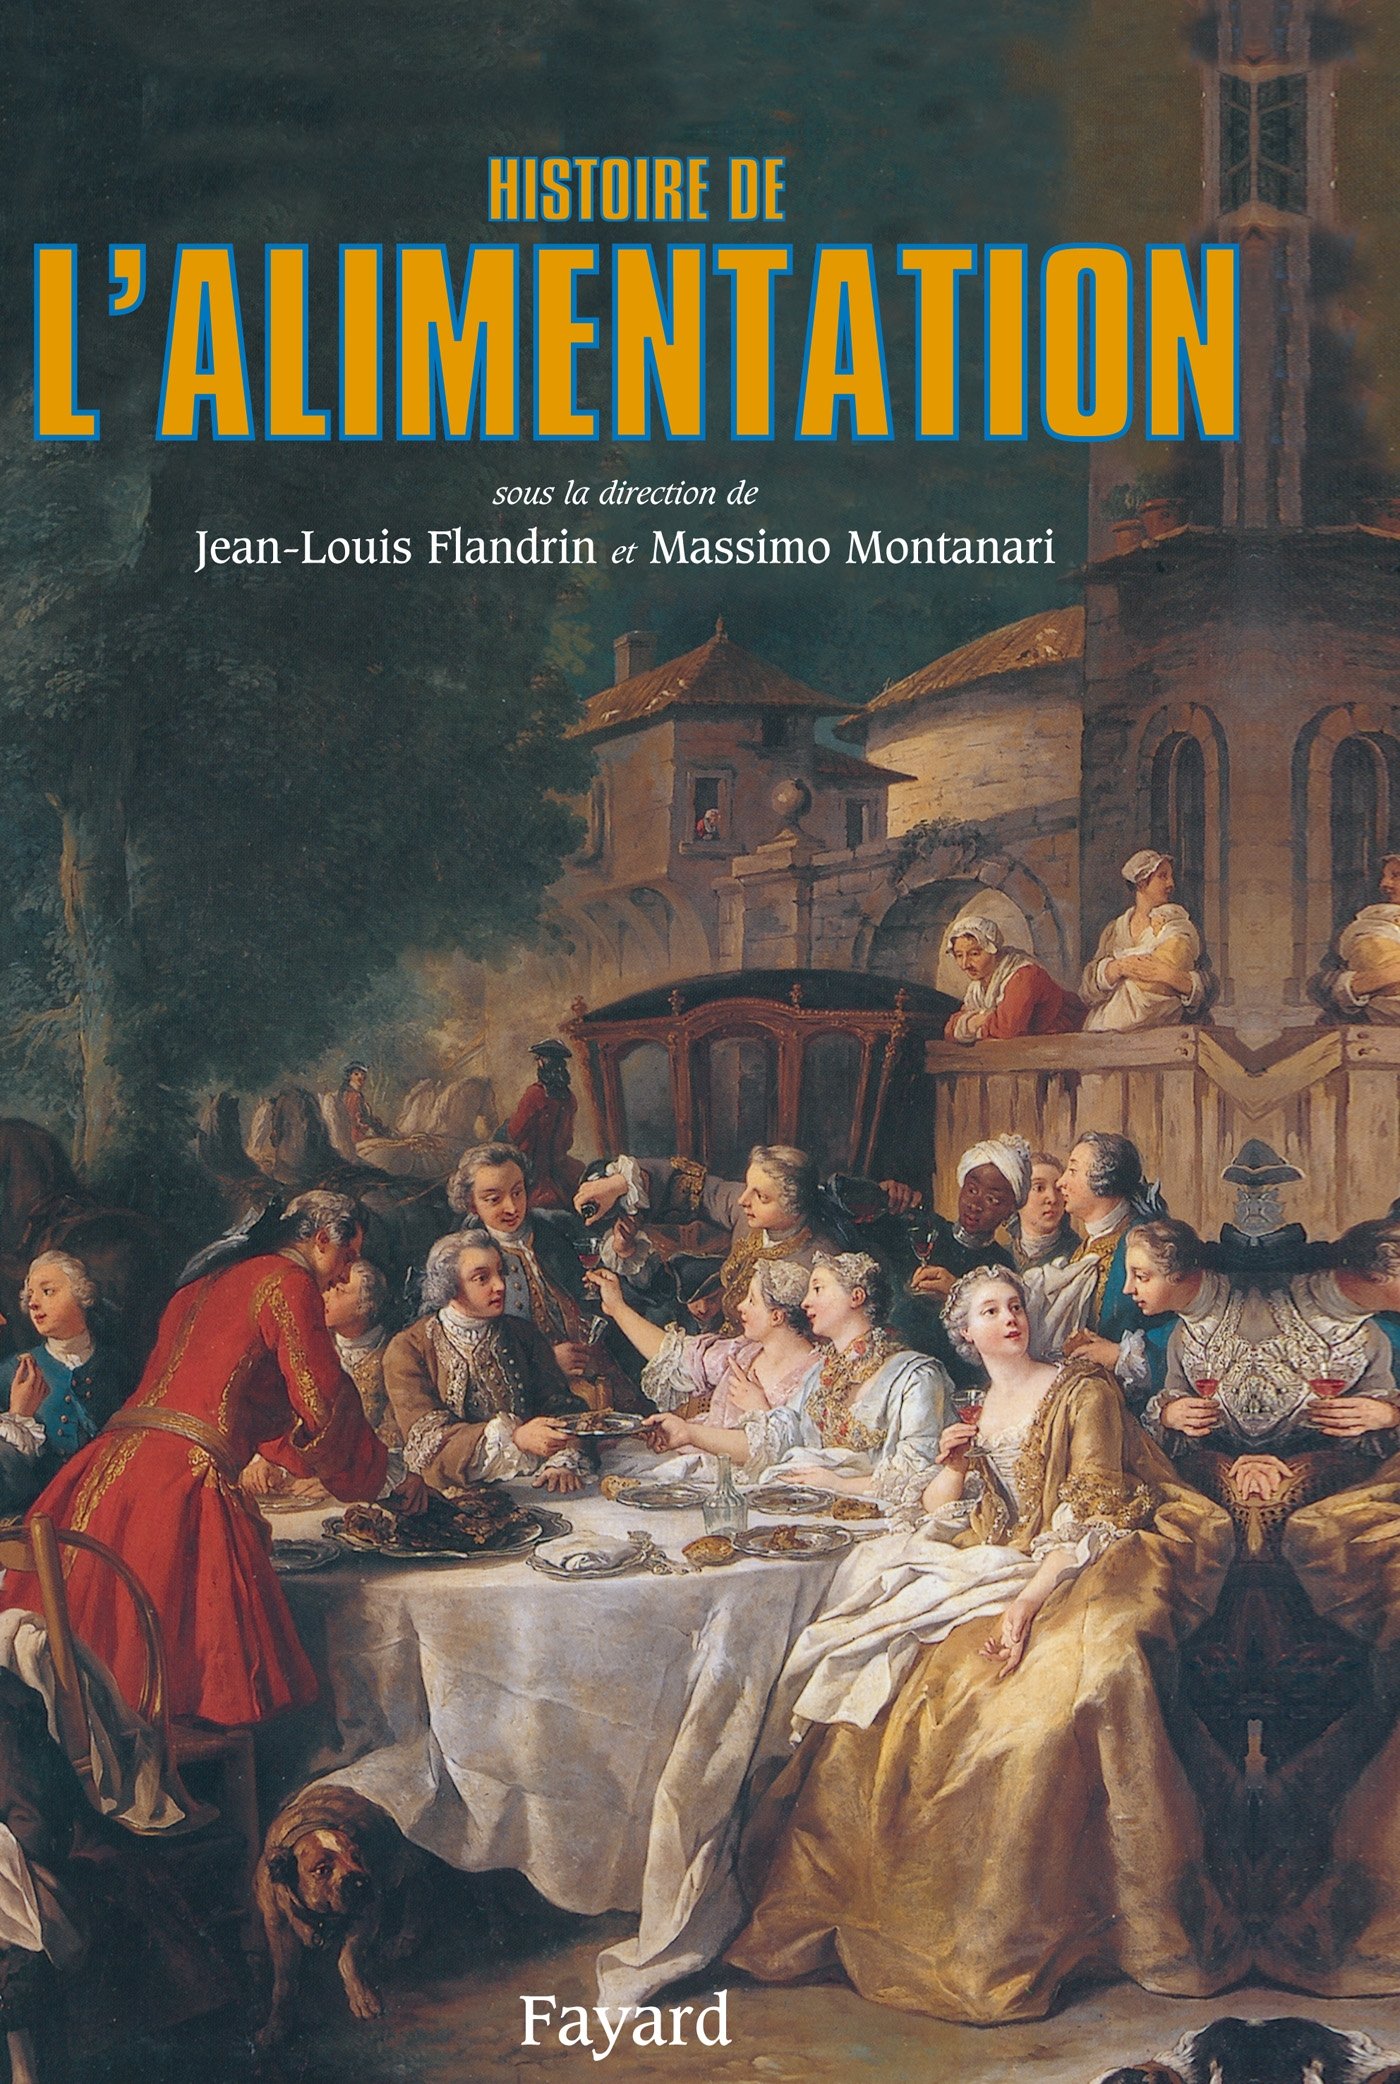 HISTOIRE DE
L’ALIMENTATION
sous la direction de
Jean-Louis Flandrin et Massimo Montanari
Fayard